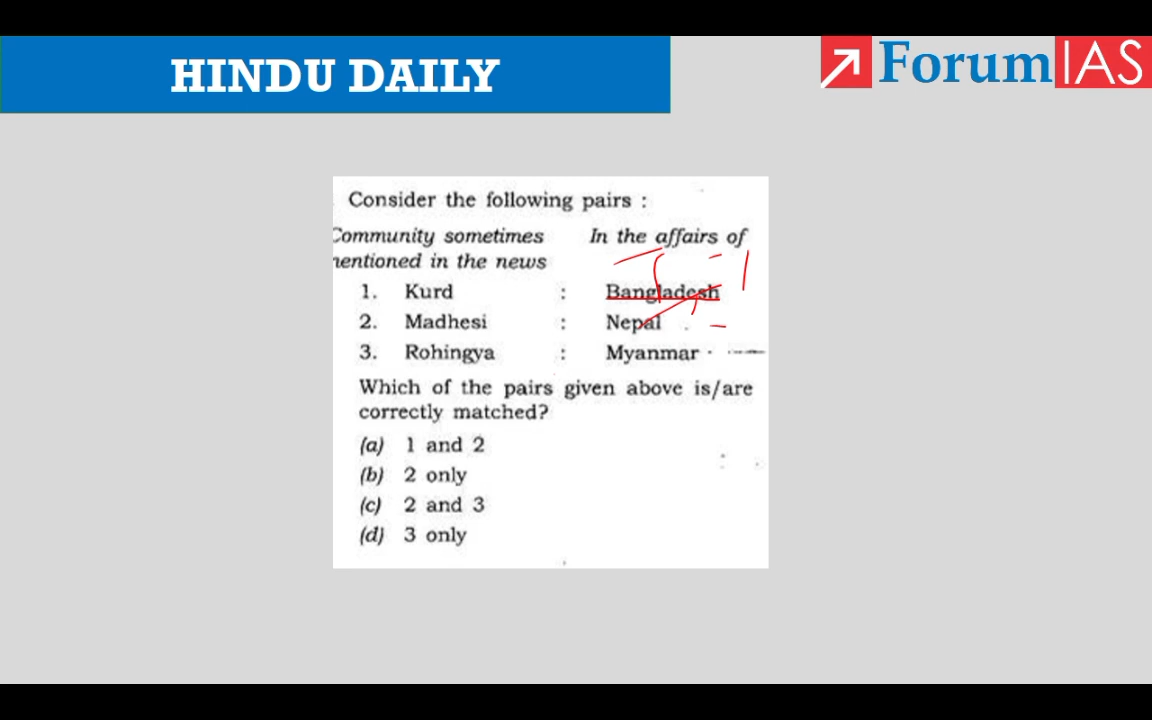 HINDU DAILY
ForumIAS
Consider the following pairs :
Community sometimes In the affairs of
mentioned in the news
1. Kurd : Bangladesh
2. Madhesi : Nepal
3. Rohingya : Myanmar
Which of the pairs given above is/are
correctly matched?
(a) 1 and 2
(b) 2 only
(c) 2 and 3
(d) 3 only